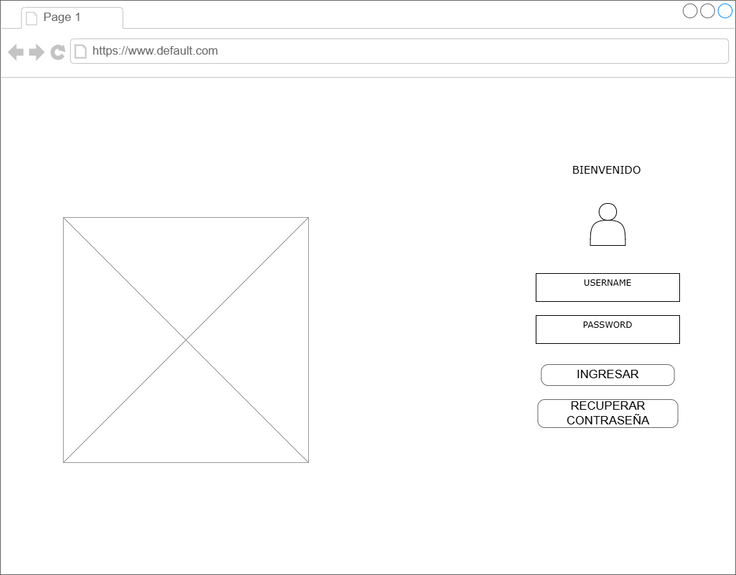 Page 1
https://www.default.com
BIENVENIDO
USERNAME
PASSWORD
INGRESAR
RECUPERAR
CONTRASEÑA